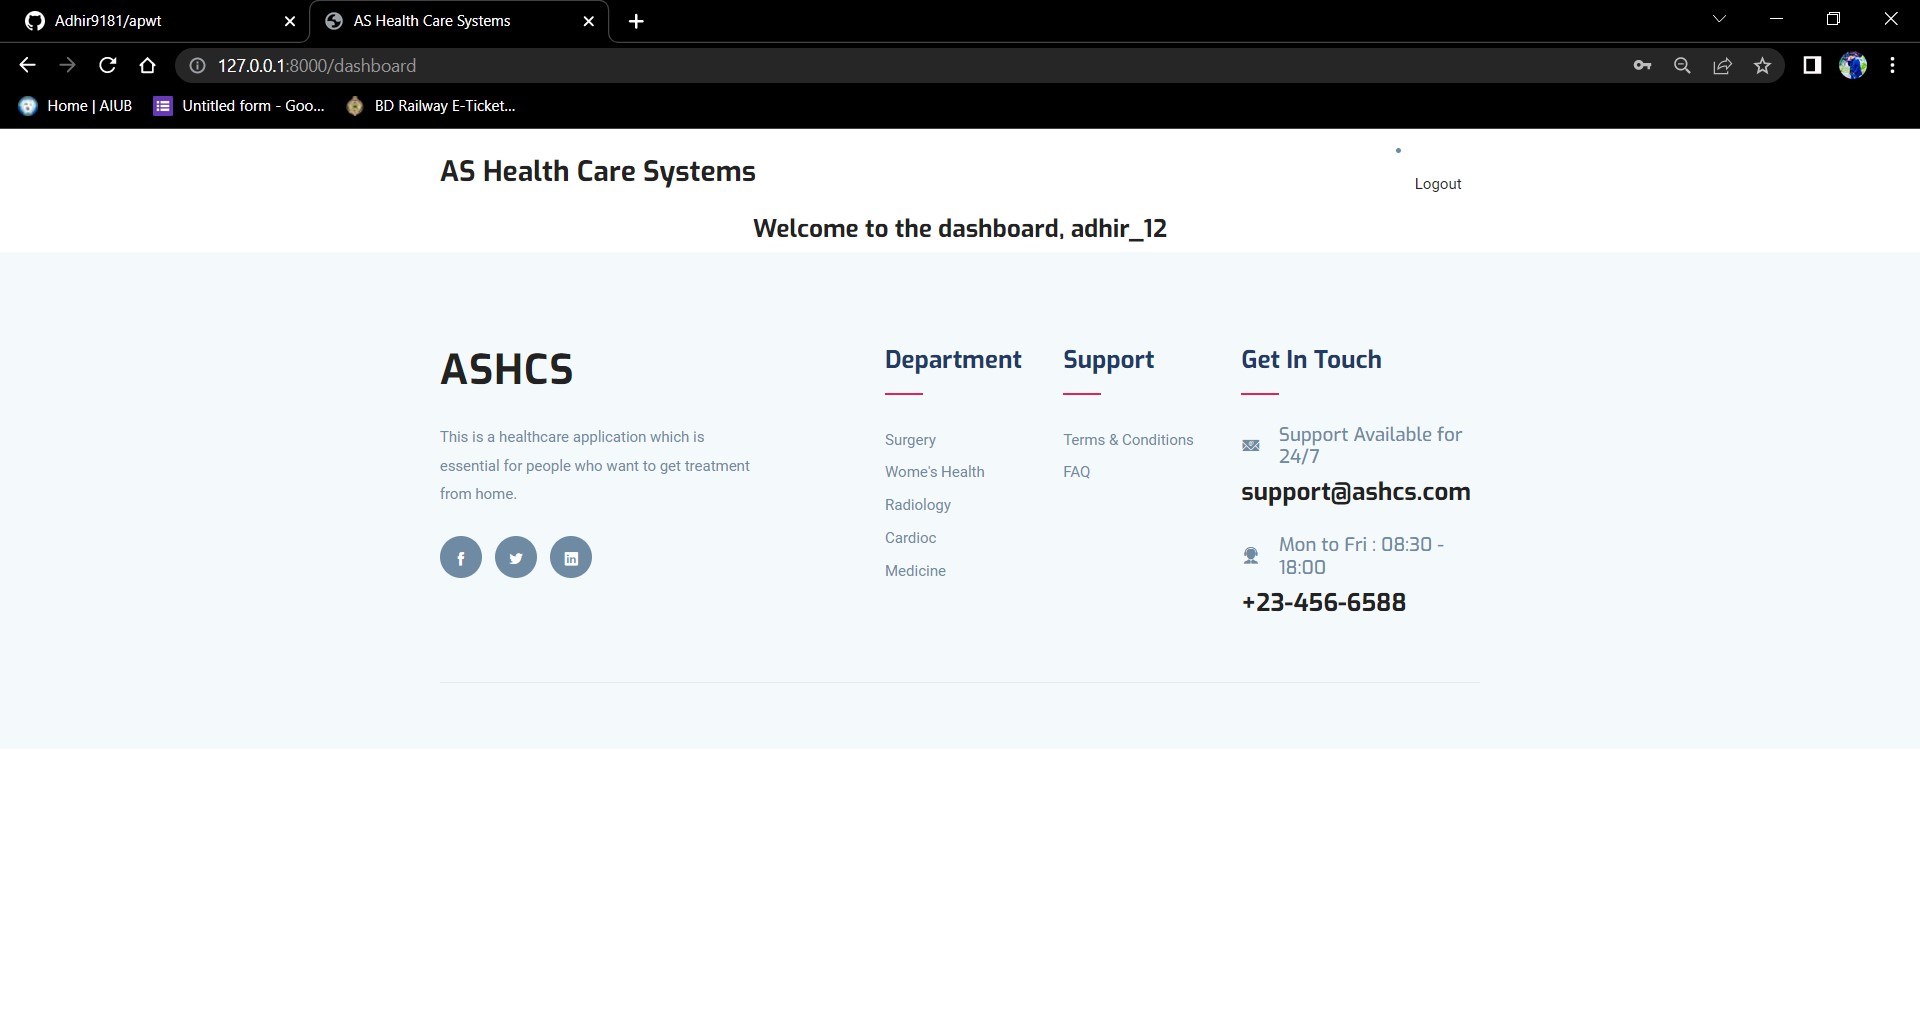 Adhir9181/apwt
AS Health Care Systems
127.0.0.1:8000/dashboard
Home | AIUB
Untitled form - Goo...
BD Railway E-Ticket...
AS Health Care Systems
Logout
Welcome to the dashboard, adhir_12
ASHCS
This is a healthcare application which is
essential for people who want to get treatment
from home.
Department
Surgery
Wome's Health
Radiology
Cardioc
Medicine
Support
Terms & Conditions
FAQ
Get In Touch
Support Available for
24/7
support@ashcs.com
Mon to Fri : 08:30 -
18:00
+23-456-6588